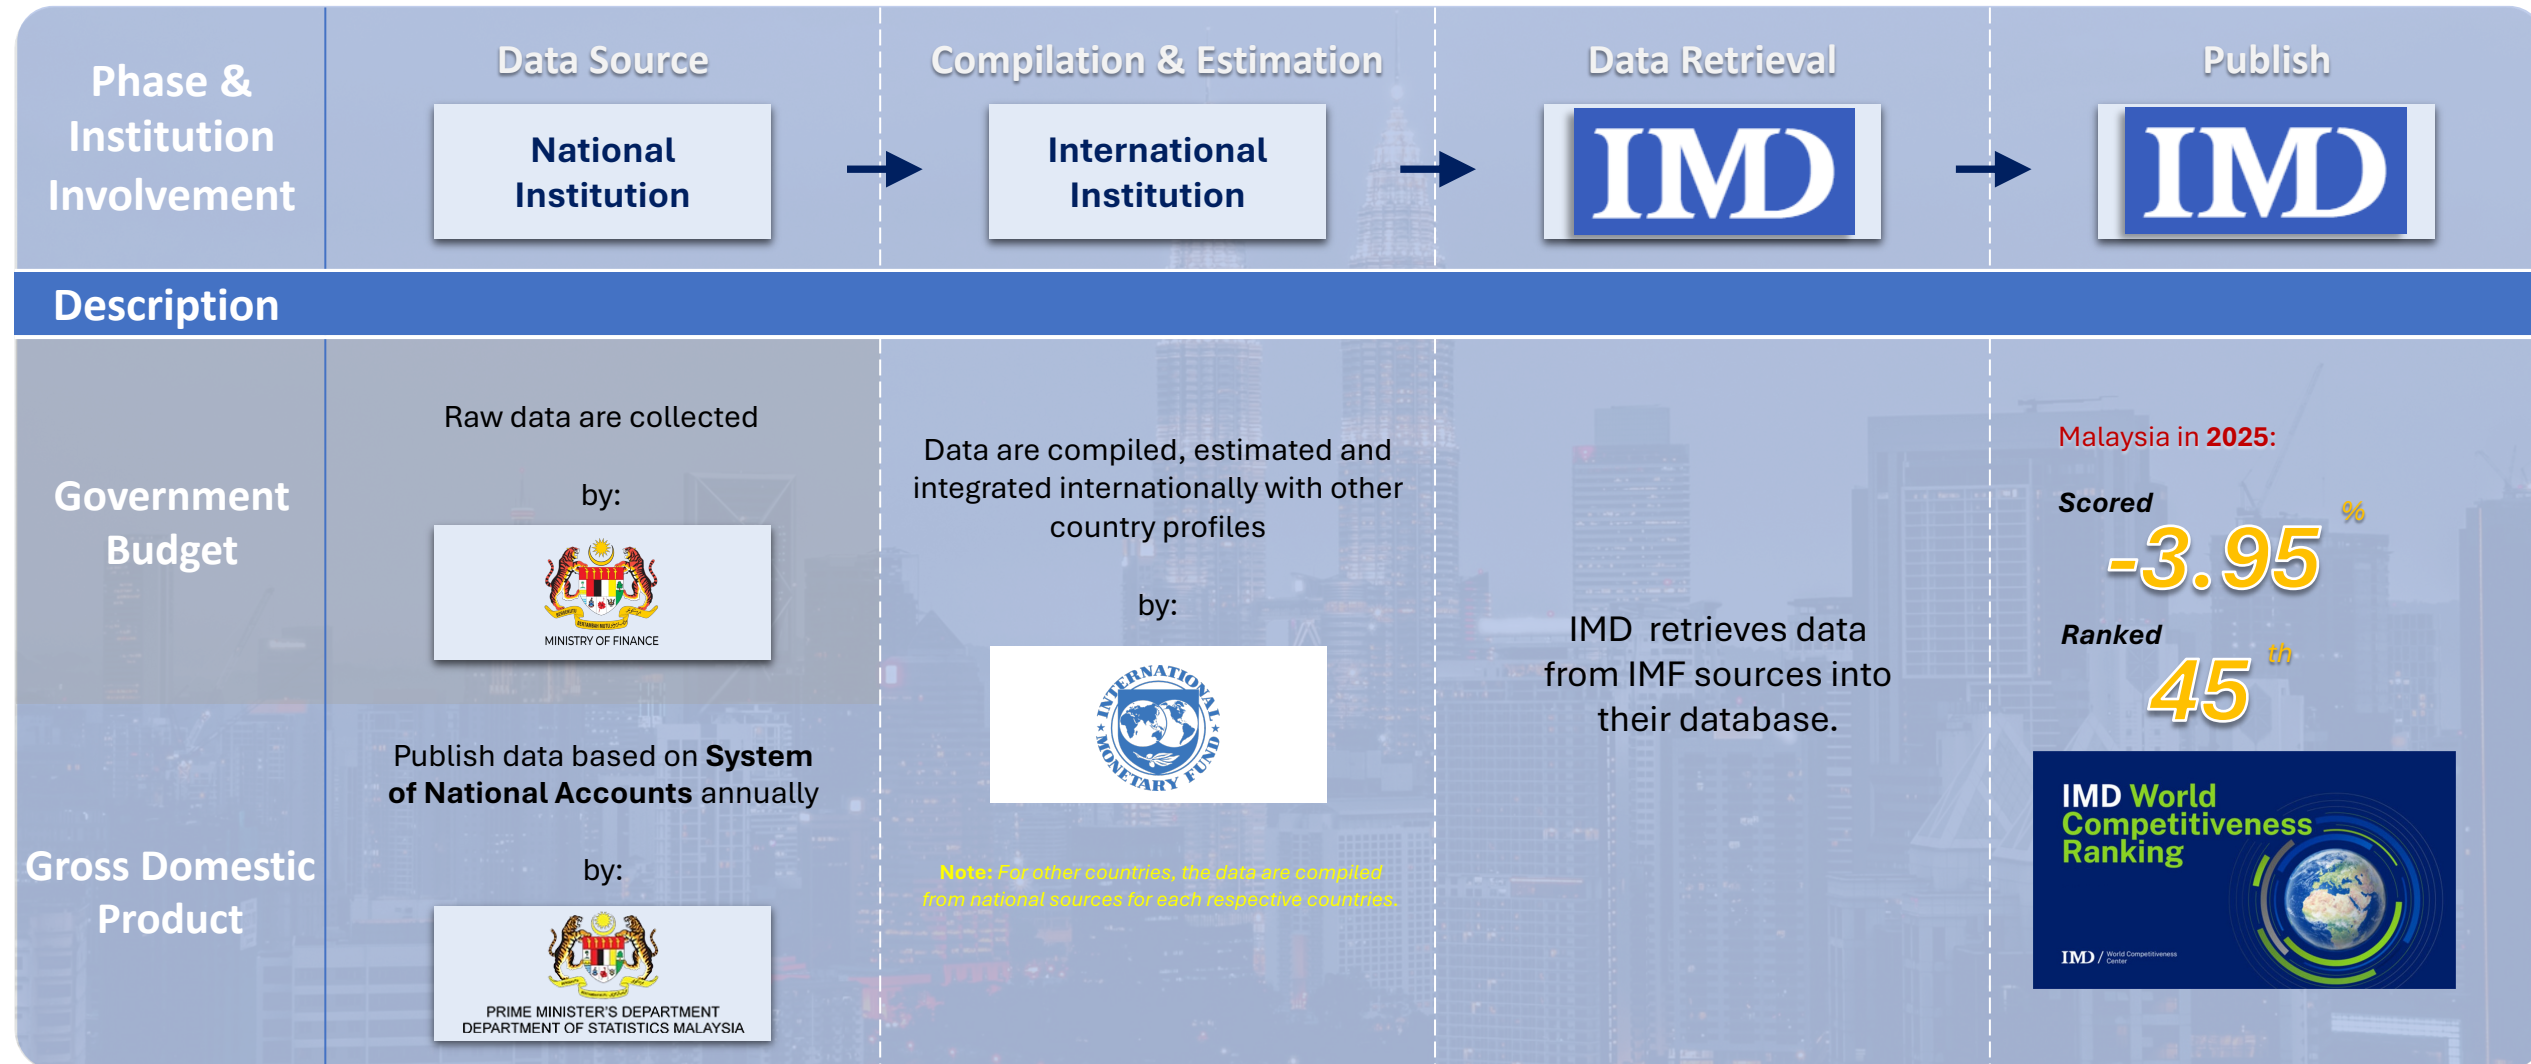 Phase &
Institution
Involvement
Data Source
National
Institution
Compilation & Estimation
International
Institution
Data Retrieval
IMD
Publish
IMD
Description
Government
Budget
Raw data are collected
by:
MINISTRY OF FINANCE
Gross Domestic
Product
Publish data based on System
of National Accounts annually
by:
PRIME MINISTER'S DEPARTMENT
DEPARTMENT OF STATISTICS MALAYSIA
Data are compiled, estimated and
integrated internationally with other
country profiles
by:
INTERNATIONAL
MONETARY FUND
Note: For other countries, the data are compiled
from national sources for each respective countries.
IMD retrieves data
from IMF sources into
their database.
Malaysia in 2025:
Scored
-3.95 %
Ranked
45 th
IMD World
Competitiveness
Ranking
IMD / World Competitiveness
Center